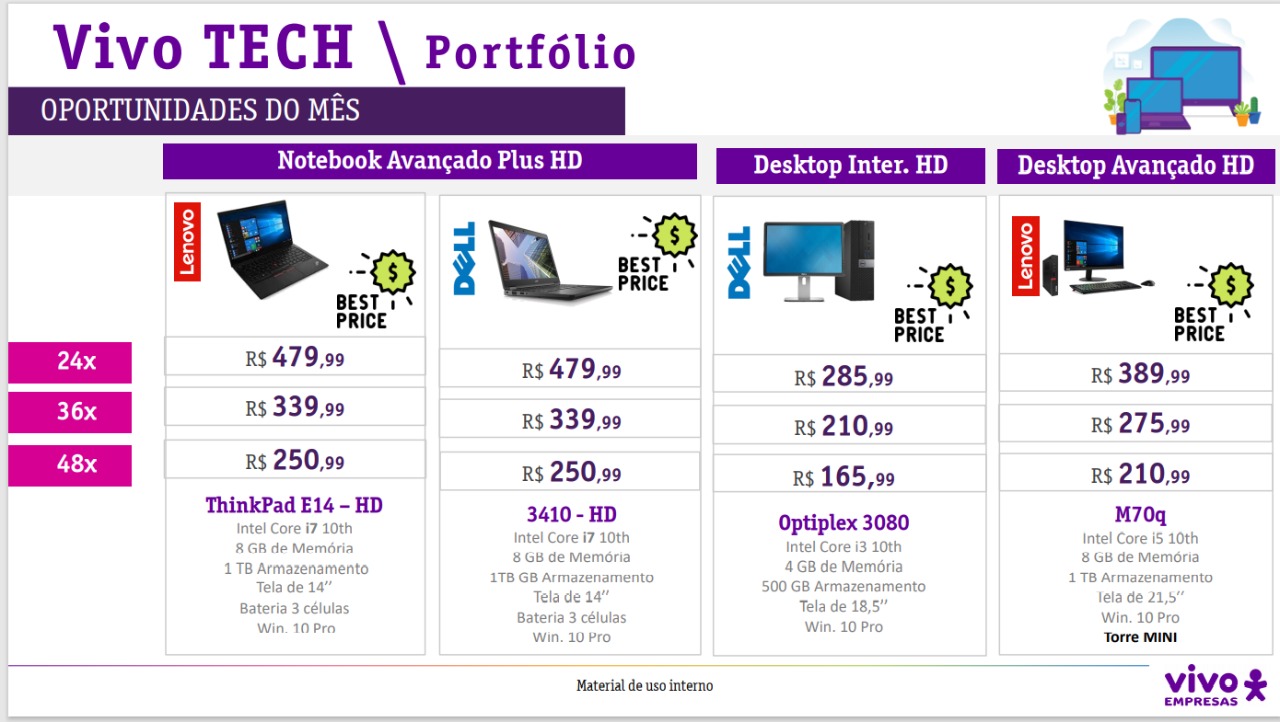 Vivo TECH \ Portfólio
OPORTUNIDADES DO MÊS
Notebook Avançado Plus HD
Desktop Inter. HD
Desktop Avançado HD
Lenovo
BEST
PRICE
$
DELL
BEST
PRICE
$
DELL
BEST
PRICE
$
Lenovo
BEST
PRICE
$
24x
R$ 479,99
R$ 479,99
R$ 285,99
R$ 389,99
36x
R$ 339,99
R$ 339,99
R$ 210,99
R$ 275,99
48x
R$ 250,99
R$ 250,99
R$ 165,99
R$ 210,99
ThinkPad E14 – HD
Intel Core i7 10th
8 GB de Memória
1 TB Armazenamento
Tela de 14’’
Bateria 3 células
Win. 10 Pro
3410 - HD
Intel Core i7 10th
8 GB de Memória
1TB GB Armazenamento
Tela de 14’’
Bateria 3 células
Win. 10 Pro
Optiplex 3080
Intel Core i3 10th
4 GB de Memória
500 GB Armazenamento
Tela de 18,5’’
Win. 10 Pro
M70q
Intel Core i5 10th
8 GB de Memória
1 TB Armazenamento
Tela de 21,5’’
Win. 10 Pro
Torre MINI
Material de uso interno
vivo
EMPRESAS